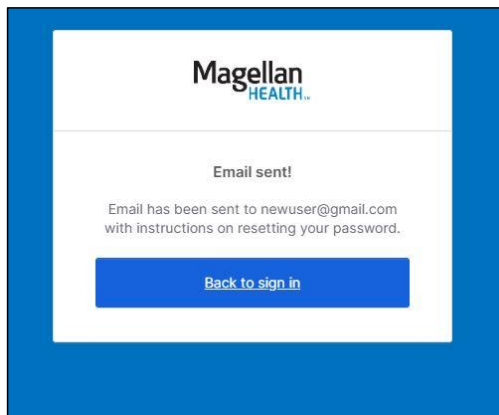 Magellan
HEALTH℠
Email sent!
Email has been sent to newuser@gmail.com
with instructions on resetting your password.
Back to sign in